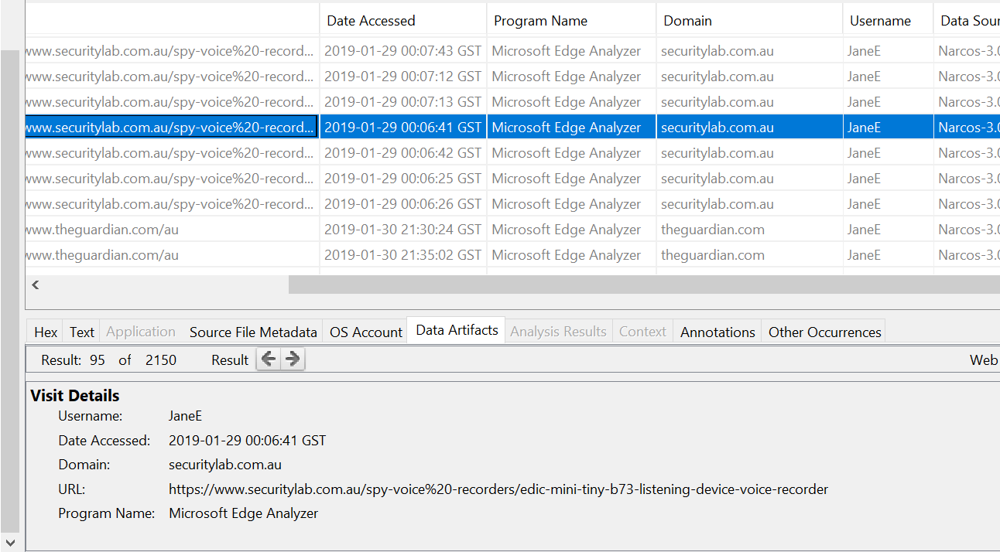 Date Accessed Program Name Domain Username Data Sour
www.securitylab.com.au/spy-voice%20-record... 2019-01-29 00:07:43 GST Microsoft Edge Analyzer securitylab.com.au JaneE Narcos-3.0
www.securitylab.com.au/spy-voice%20-record... 2019-01-29 00:07:12 GST Microsoft Edge Analyzer securitylab.com.au JaneE Narcos-3.0
www.securitylab.com.au/spy-voice%20-record... 2019-01-29 00:07:13 GST Microsoft Edge Analyzer securitylab.com.au JaneE Narcos-3.0
www.securitylab.com.au/spy-voice%20-record... 2019-01-29 00:06:41 GST Microsoft Edge Analyzer securitylab.com.au JaneE Narcos-3.0
www.securitylab.com.au/spy-voice%20-record... 2019-01-29 00:06:42 GST Microsoft Edge Analyzer securitylab.com.au JaneE Narcos-3.0
www.securitylab.com.au/spy-voice%20-record... 2019-01-29 00:06:25 GST Microsoft Edge Analyzer securitylab.com.au JaneE Narcos-3.0
www.securitylab.com.au/spy-voice%20-record... 2019-01-29 00:06:26 GST Microsoft Edge Analyzer securitylab.com.au JaneE Narcos-3.0
www.theguardian.com/au 2019-01-30 21:30:24 GST Microsoft Edge Analyzer theguardian.com JaneE Narcos-3.0
www.theguardian.com/au 2019-01-30 21:35:02 GST Microsoft Edge Analyzer theguardian.com JaneE Narcos-3.0
Hex Text Application Source File Metadata OS Account Data Artifacts Analysis Results Context Annotations Other Occurrences
Result: 95 of 2150 Result Web
Visit Details
Username: JaneE
Date Accessed: 2019-01-29 00:06:41 GST
Domain: securitylab.com.au
URL: https://www.securitylab.com.au/spy-voice%20-recorders/edic-mini-tiny-b73-listening-device-voice-recorder
Program Name: Microsoft Edge Analyzer